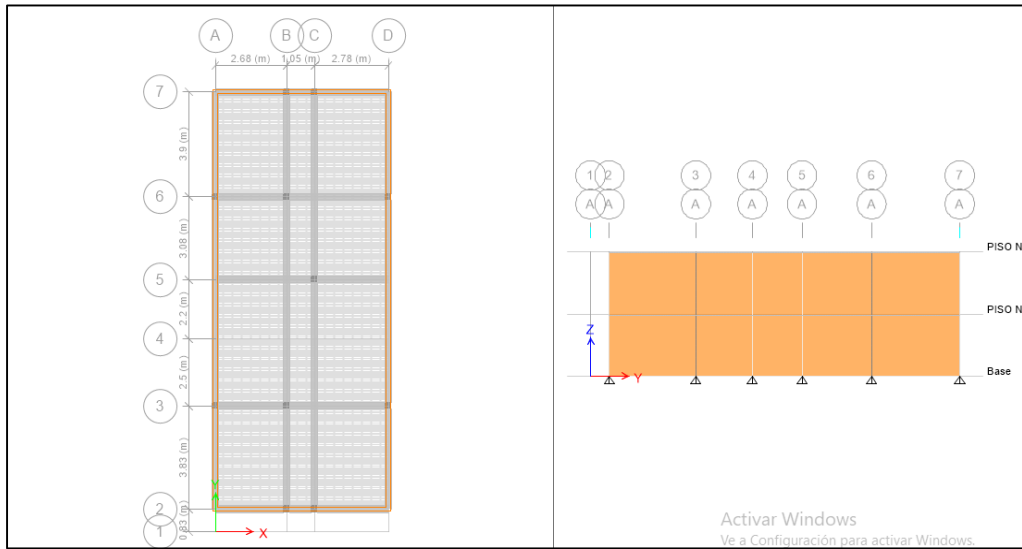 A B C D
2.68 (m) 1.05 (m) 2.78 (m)
7
3.9 (m)
6
3.08 (m)
5
2.2 (m)
4
2.5 (m)
3
3.83 (m)
2
0.83 (m)
1
Y
X
1 2 3 4 5 6 7
A A A A A A
PISO N
PISO N
Z
Base
Y
Activar Windows
Ve a Configuración para activar Windows.